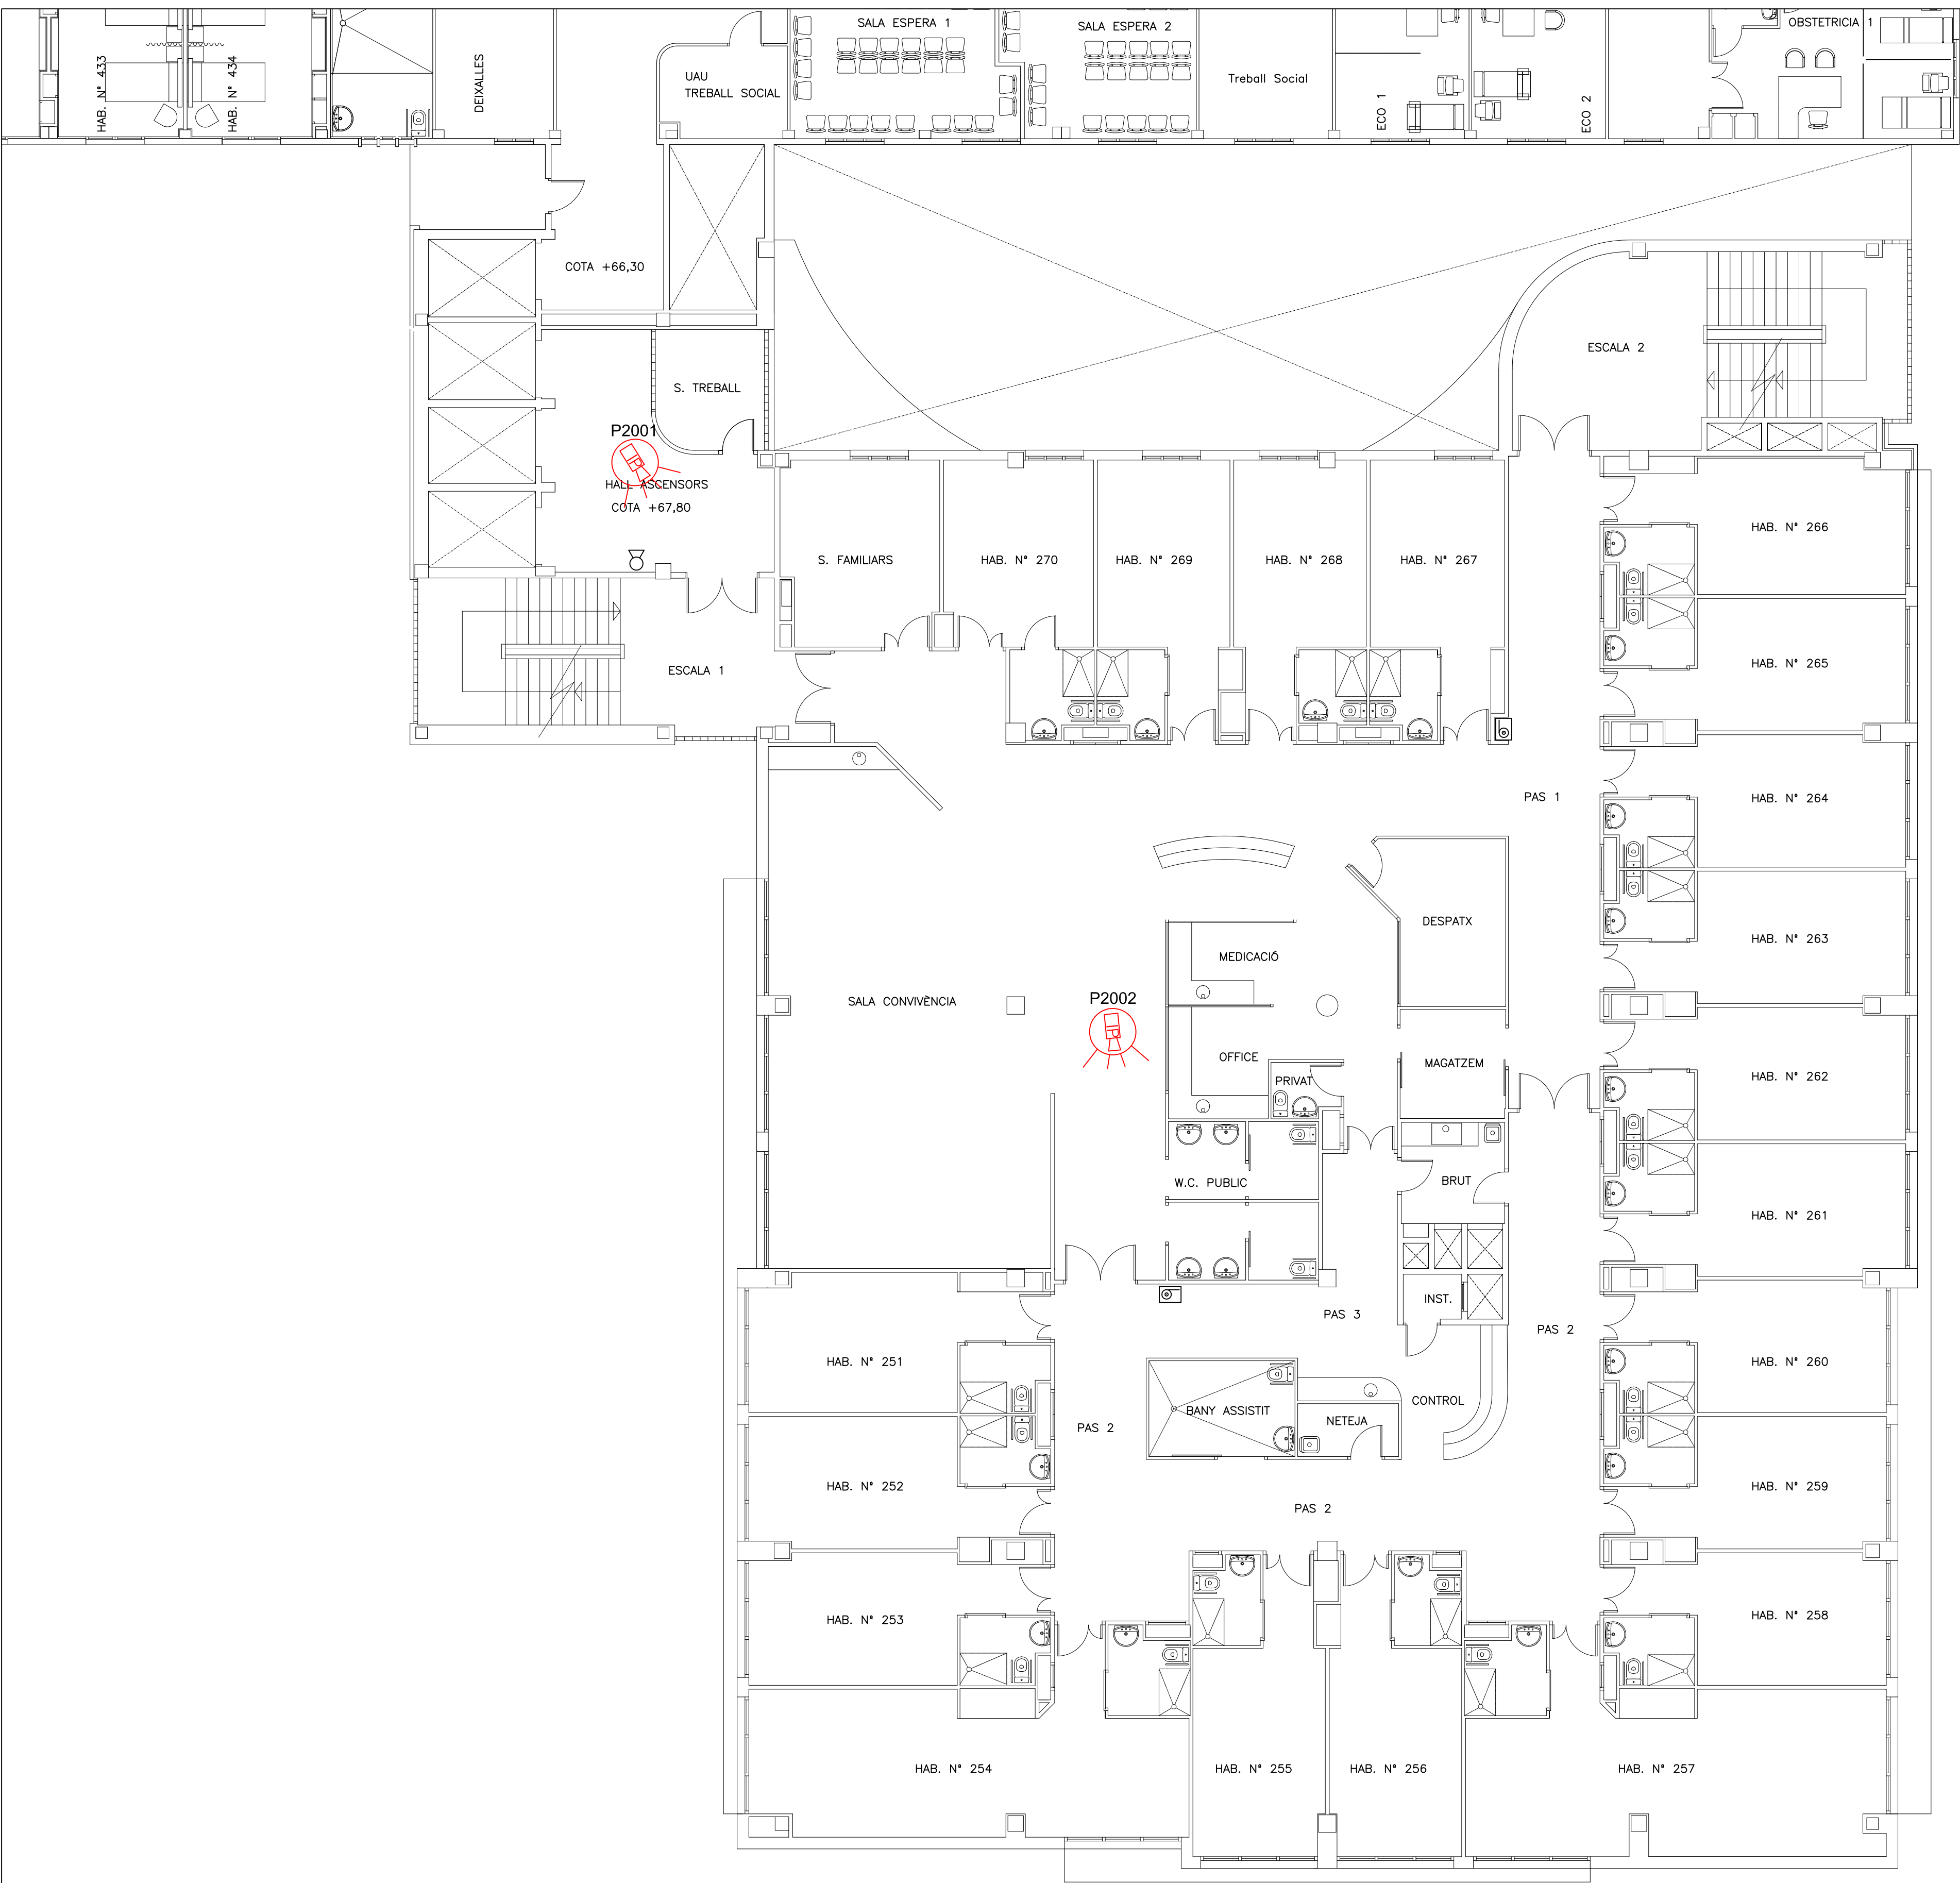 SALA ESPERA 1
SALA ESPERA 2
OBSTETRICIA 1
HAB. Nº 433
HAB. Nº 434
DEIXALLES
UAU
TREBALL SOCIAL
Treball Social
ECO 1
ECO 2
COTA +66,30
ESCALA 2
S. TREBALL
P2001
HALL ASCENSORS
COTA +67,80
HAB. Nº 266
S. FAMILIARS
HAB. Nº 270
HAB. Nº 269
HAB. Nº 268
HAB. Nº 267
ESCALA 1
HAB. Nº 265
PAS 1
HAB. Nº 264
DESPATX
HAB. Nº 263
MEDICACIÓ
SALA CONVIVÈNCIA
P2002
OFFICE
MAGATZEM
HAB. Nº 262
PRIVAT
W.C. PUBLIC
BRUT
HAB. Nº 261
INST.
PAS 3
PAS 2
HAB. Nº 251
HAB. Nº 260
BANY ASSISTIT
CONTROL
NETEJA
PAS 2
HAB. Nº 252
HAB. Nº 259
PAS 2
HAB. Nº 253
HAB. Nº 258
HAB. Nº 254
HAB. Nº 255
HAB. Nº 256
HAB. Nº 257